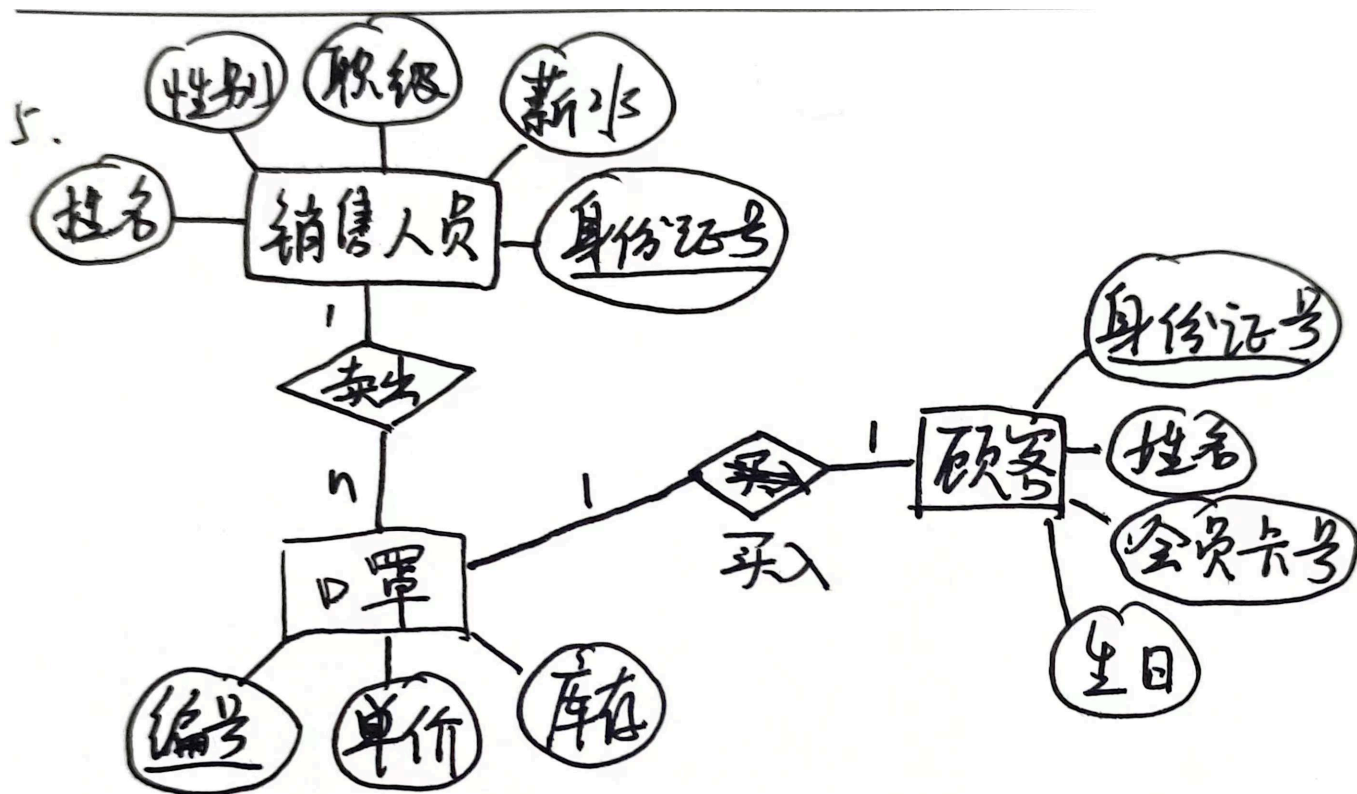 5.
性别
职级
薪水
姓名
销售人员
身份证号
1
卖出
n
身份证号
1
1
顾客
姓名
买入
会员卡号
口罩
生日
编号
单价
库存